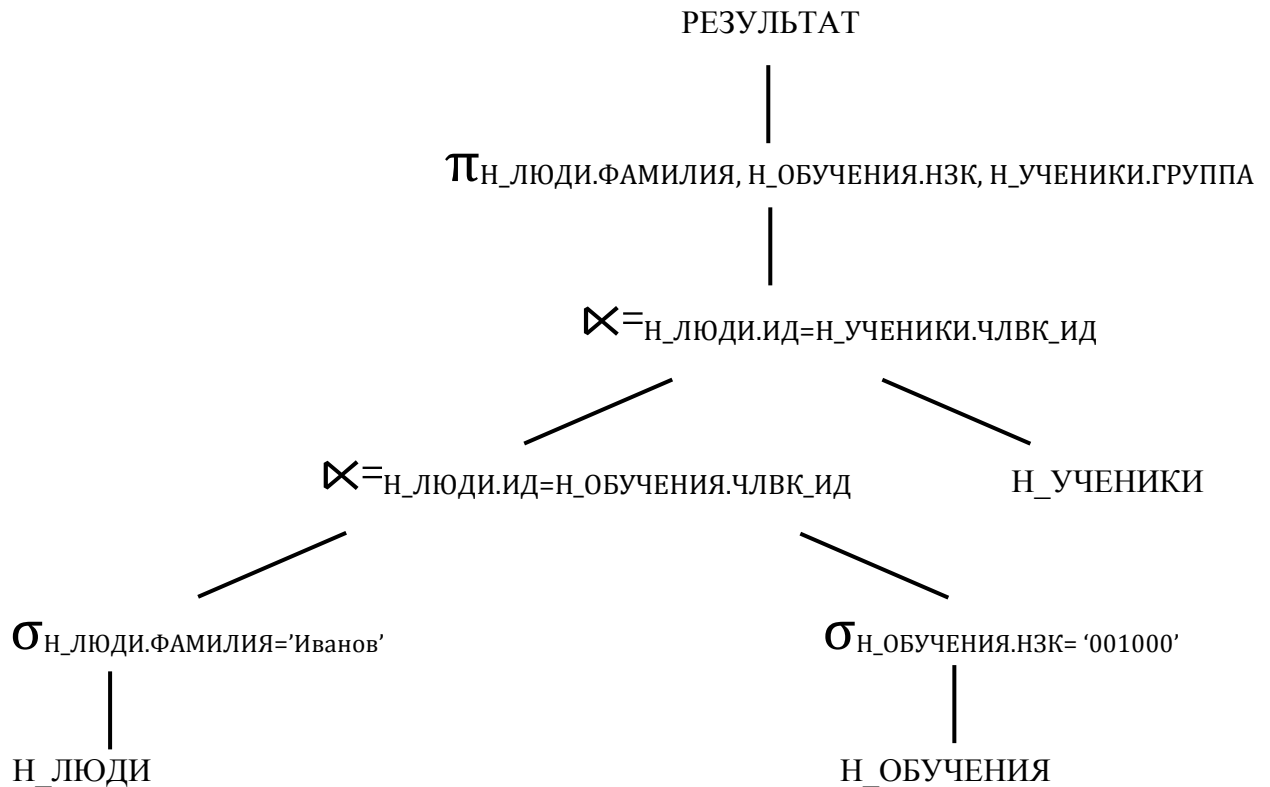 РЕЗУЛЬТАТ
πН_ЛЮДИ.ФАМИЛИЯ, Н_ОБУЧЕНИЯ.НЗК, Н_УЧЕНИКИ.ГРУППА
⋉=Н_ЛЮДИ.ИД=Н_УЧЕНИКИ.ЧЛВК_ИД
⋉=Н_ЛЮДИ.ИД=Н_ОБУЧЕНИЯ.ЧЛВК_ИД
Н_УЧЕНИКИ
σН_ЛЮДИ.ФАМИЛИЯ=’Иванов’
σН_ОБУЧЕНИЯ.НЗК= ‘001000’
Н_ЛЮДИ
Н_ОБУЧЕНИЯ